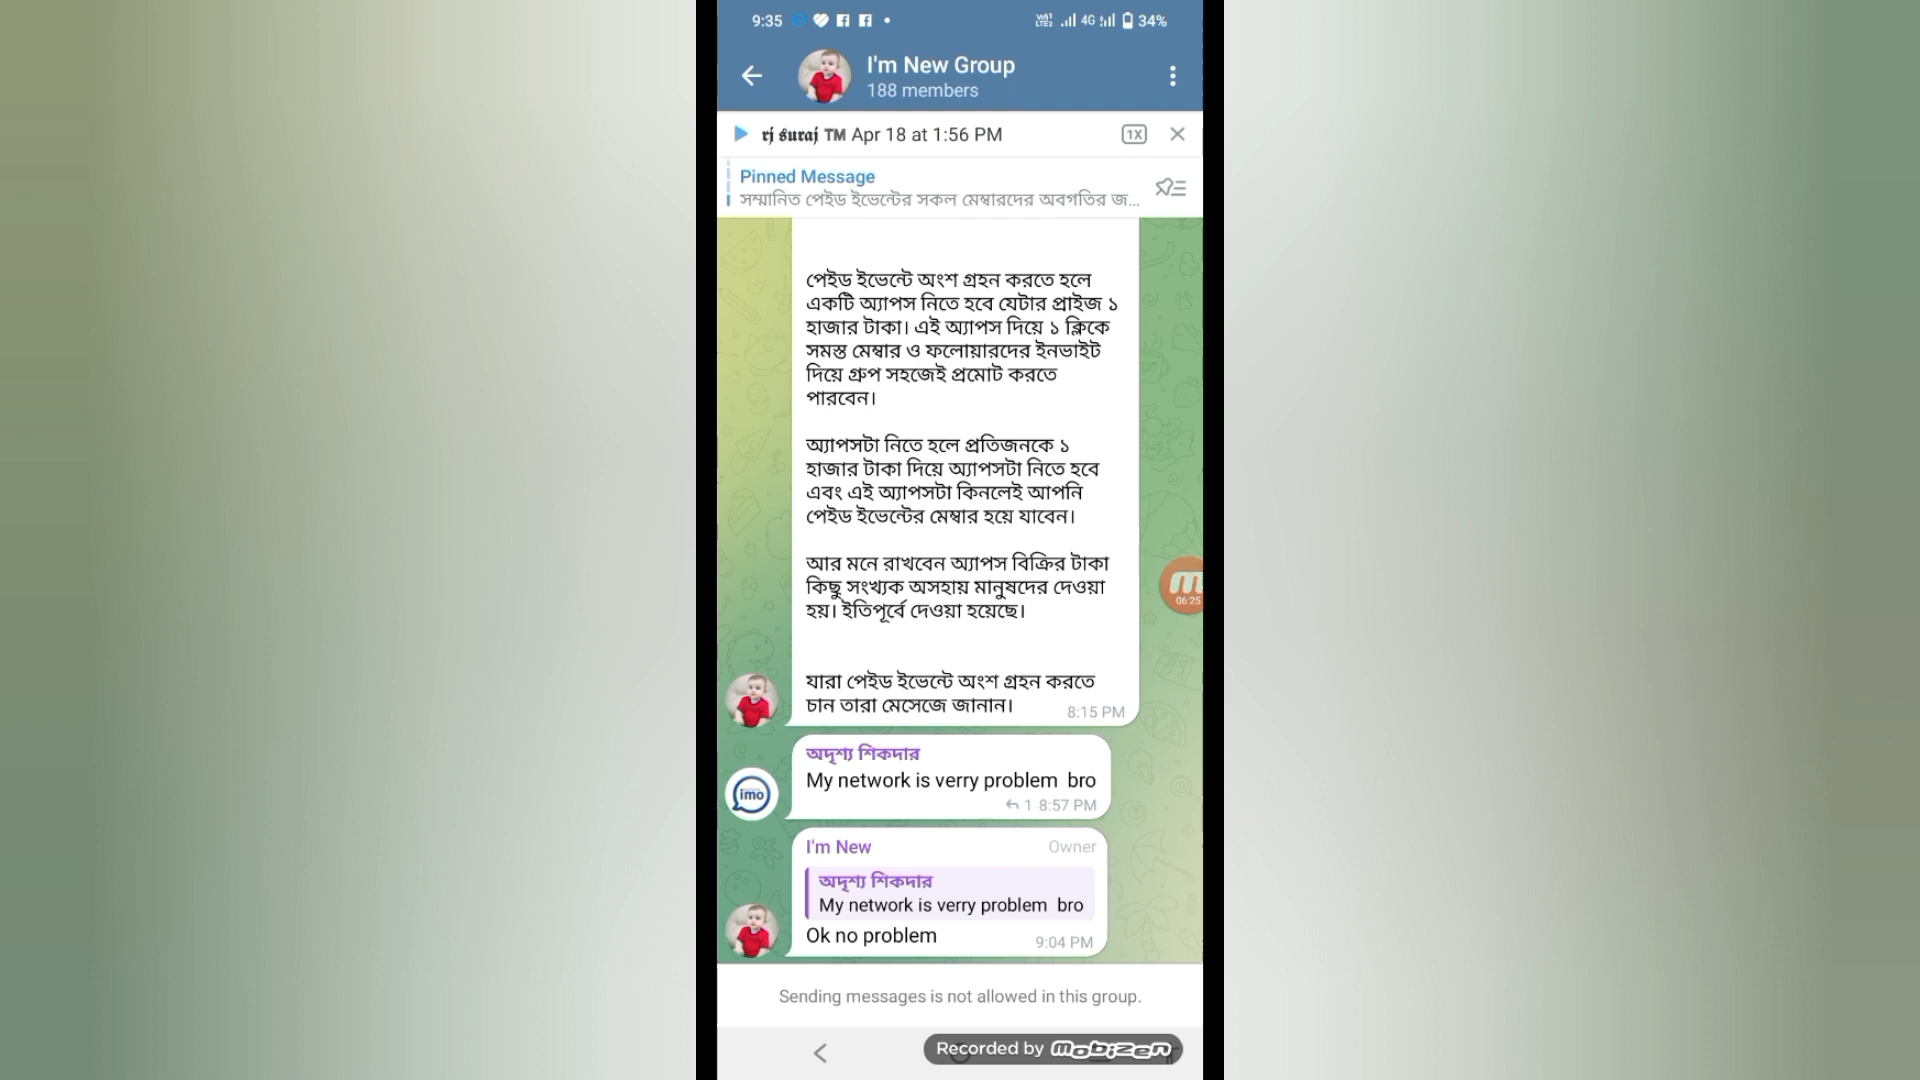 9:35
4G 34%
I'm New Group
188 members
rj suraj TM Apr 18 at 1:56 PM
1X
Pinned Message
সম্মানিত পেইড ইভেন্টের সকল মেম্বারদের অবগতির জ...
পেইড ইভেন্টে অংশ গ্রহন করতে হলে
একটি অ্যাপস নিতে হবে যেটার প্রাইজ ১
হাজার টাকা। এই অ্যাপস দিয়ে ১ ক্লিকে
সমস্ত মেম্বার ও ফলোয়ারদের ইনভাইট
দিয়ে গ্রুপ সহজেই প্রমোট করতে
পারবেন।
অ্যাপসটা নিতে হলে প্রতিজনকে ১
হাজার টাকা দিয়ে অ্যাপসটা নিতে হবে
এবং এই অ্যাপসটা কিনলেই আপনি
পেইড ইভেন্টের মেম্বার হয়ে যাবেন।
আর মনে রাখবেন অ্যাপস বিক্রির টাকা
কিছু সংখ্যক অসহায় মানুষদের দেওয়া
হয়। ইতিপূর্বে দেওয়া হয়েছে।
যারা পেইড ইভেন্টে অংশ গ্রহন করতে
চান তারা মেসেজে জানান।
8:15 PM
06:25
অদৃশ্য শিকদার
My network is verry problem bro
1 8:57 PM
imo
I'm New Owner
অদৃশ্য শিকদার
My network is verry problem bro
Ok no problem
9:04 PM
Sending messages is not allowed in this group.
Recorded by mobizen